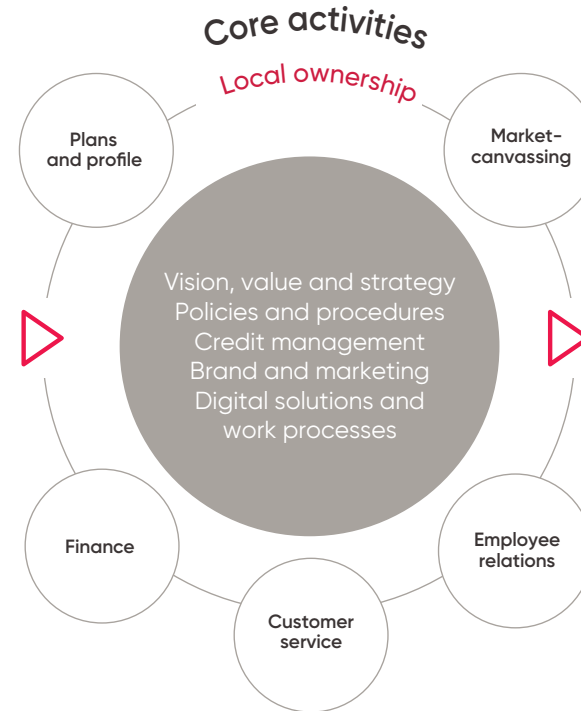 Core activities
Local ownership
Plans
and profile
Market-
canvassing
Vision, value and strategy
Policies and procedures
Credit management
Brand and marketing
Digital solutions and
work processes
Finance
Employee
relations
Customer
service